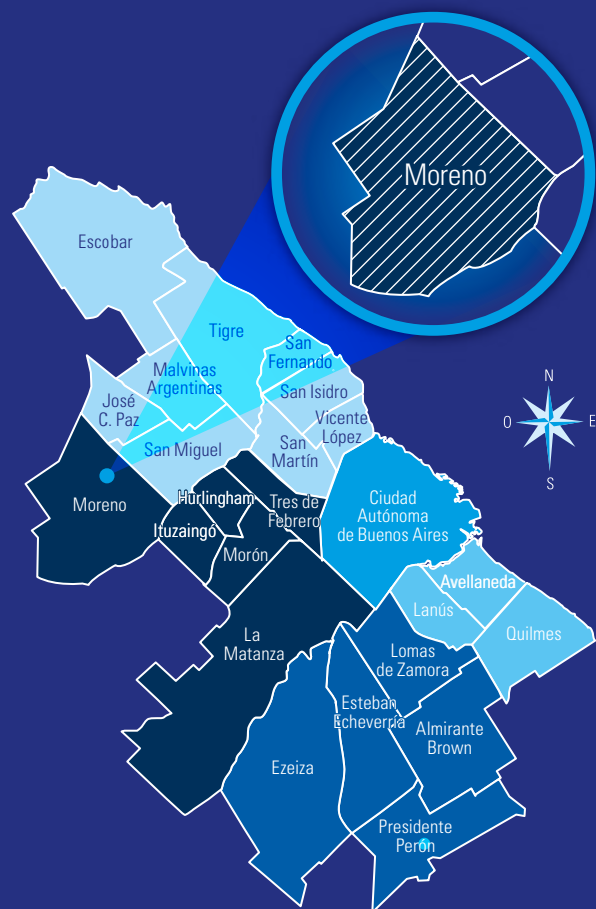 Moreno
Escobar
Tigre
San
Fernando
Malvinas
Argentinas
San Isidro
José
C. Paz
Vicente
López
San Miguel
San
Martín
N
O
E
S
Moreno
Hurlingham
Tres de
Febrero
Ituzaingó
Morón
Ciudad
Autónoma
de Buenos Aires
Avellaneda
Lanús
Quilmes
La
Matanza
Lomas
de Zamora
Esteban
Echeverría
Almirante
Brown
Ezeiza
Presidente
Perón